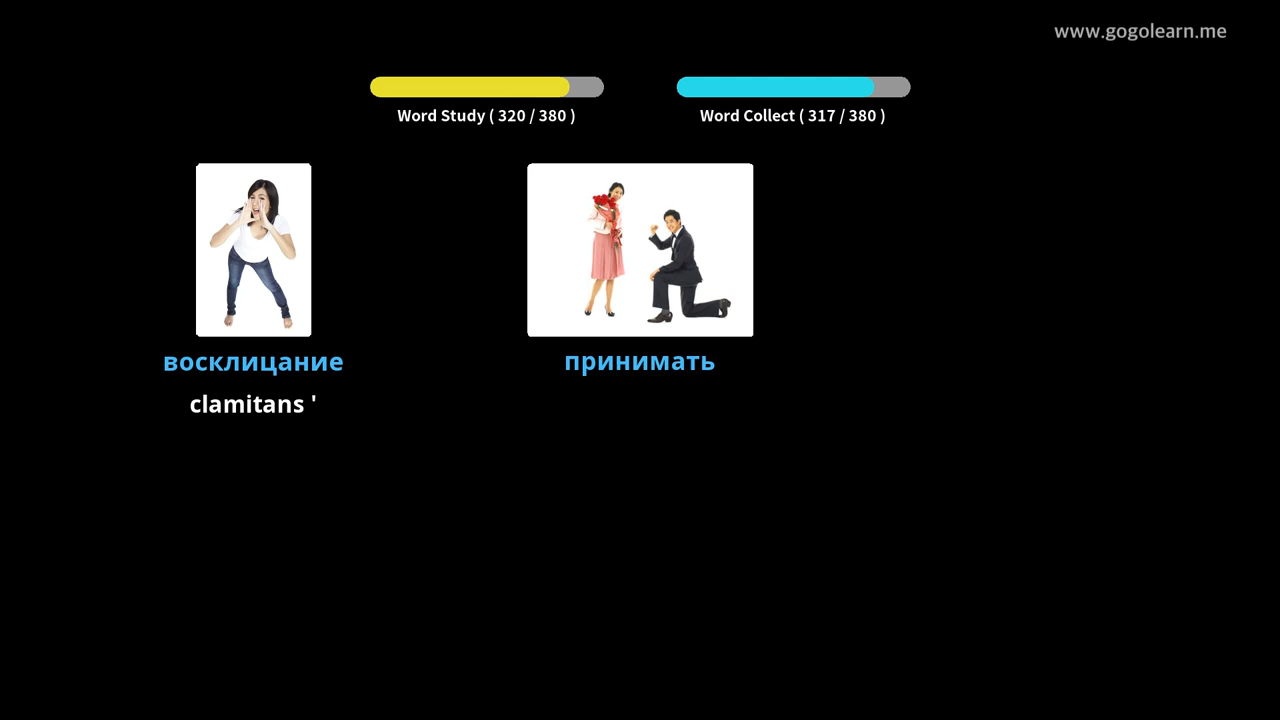 www.gogolearn.me
Word Study ( 320 / 380 )
Word Collect ( 317 / 380 )
восклицание
принимать
clamitans '